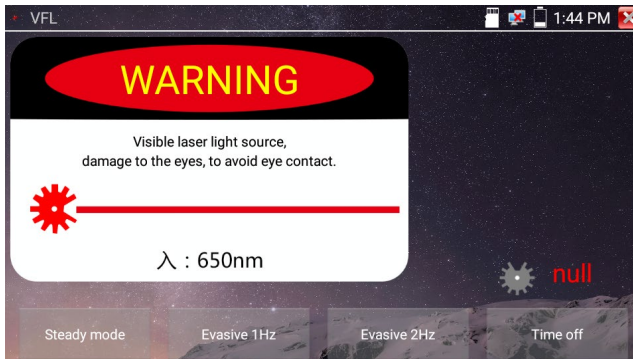 VFL
1:44 PM
WARNING
Visible laser light source,
damage to the eyes, to avoid eye contact.
入 : 650nm
null
Steady mode
Evasive 1Hz
Evasive 2Hz
Time off